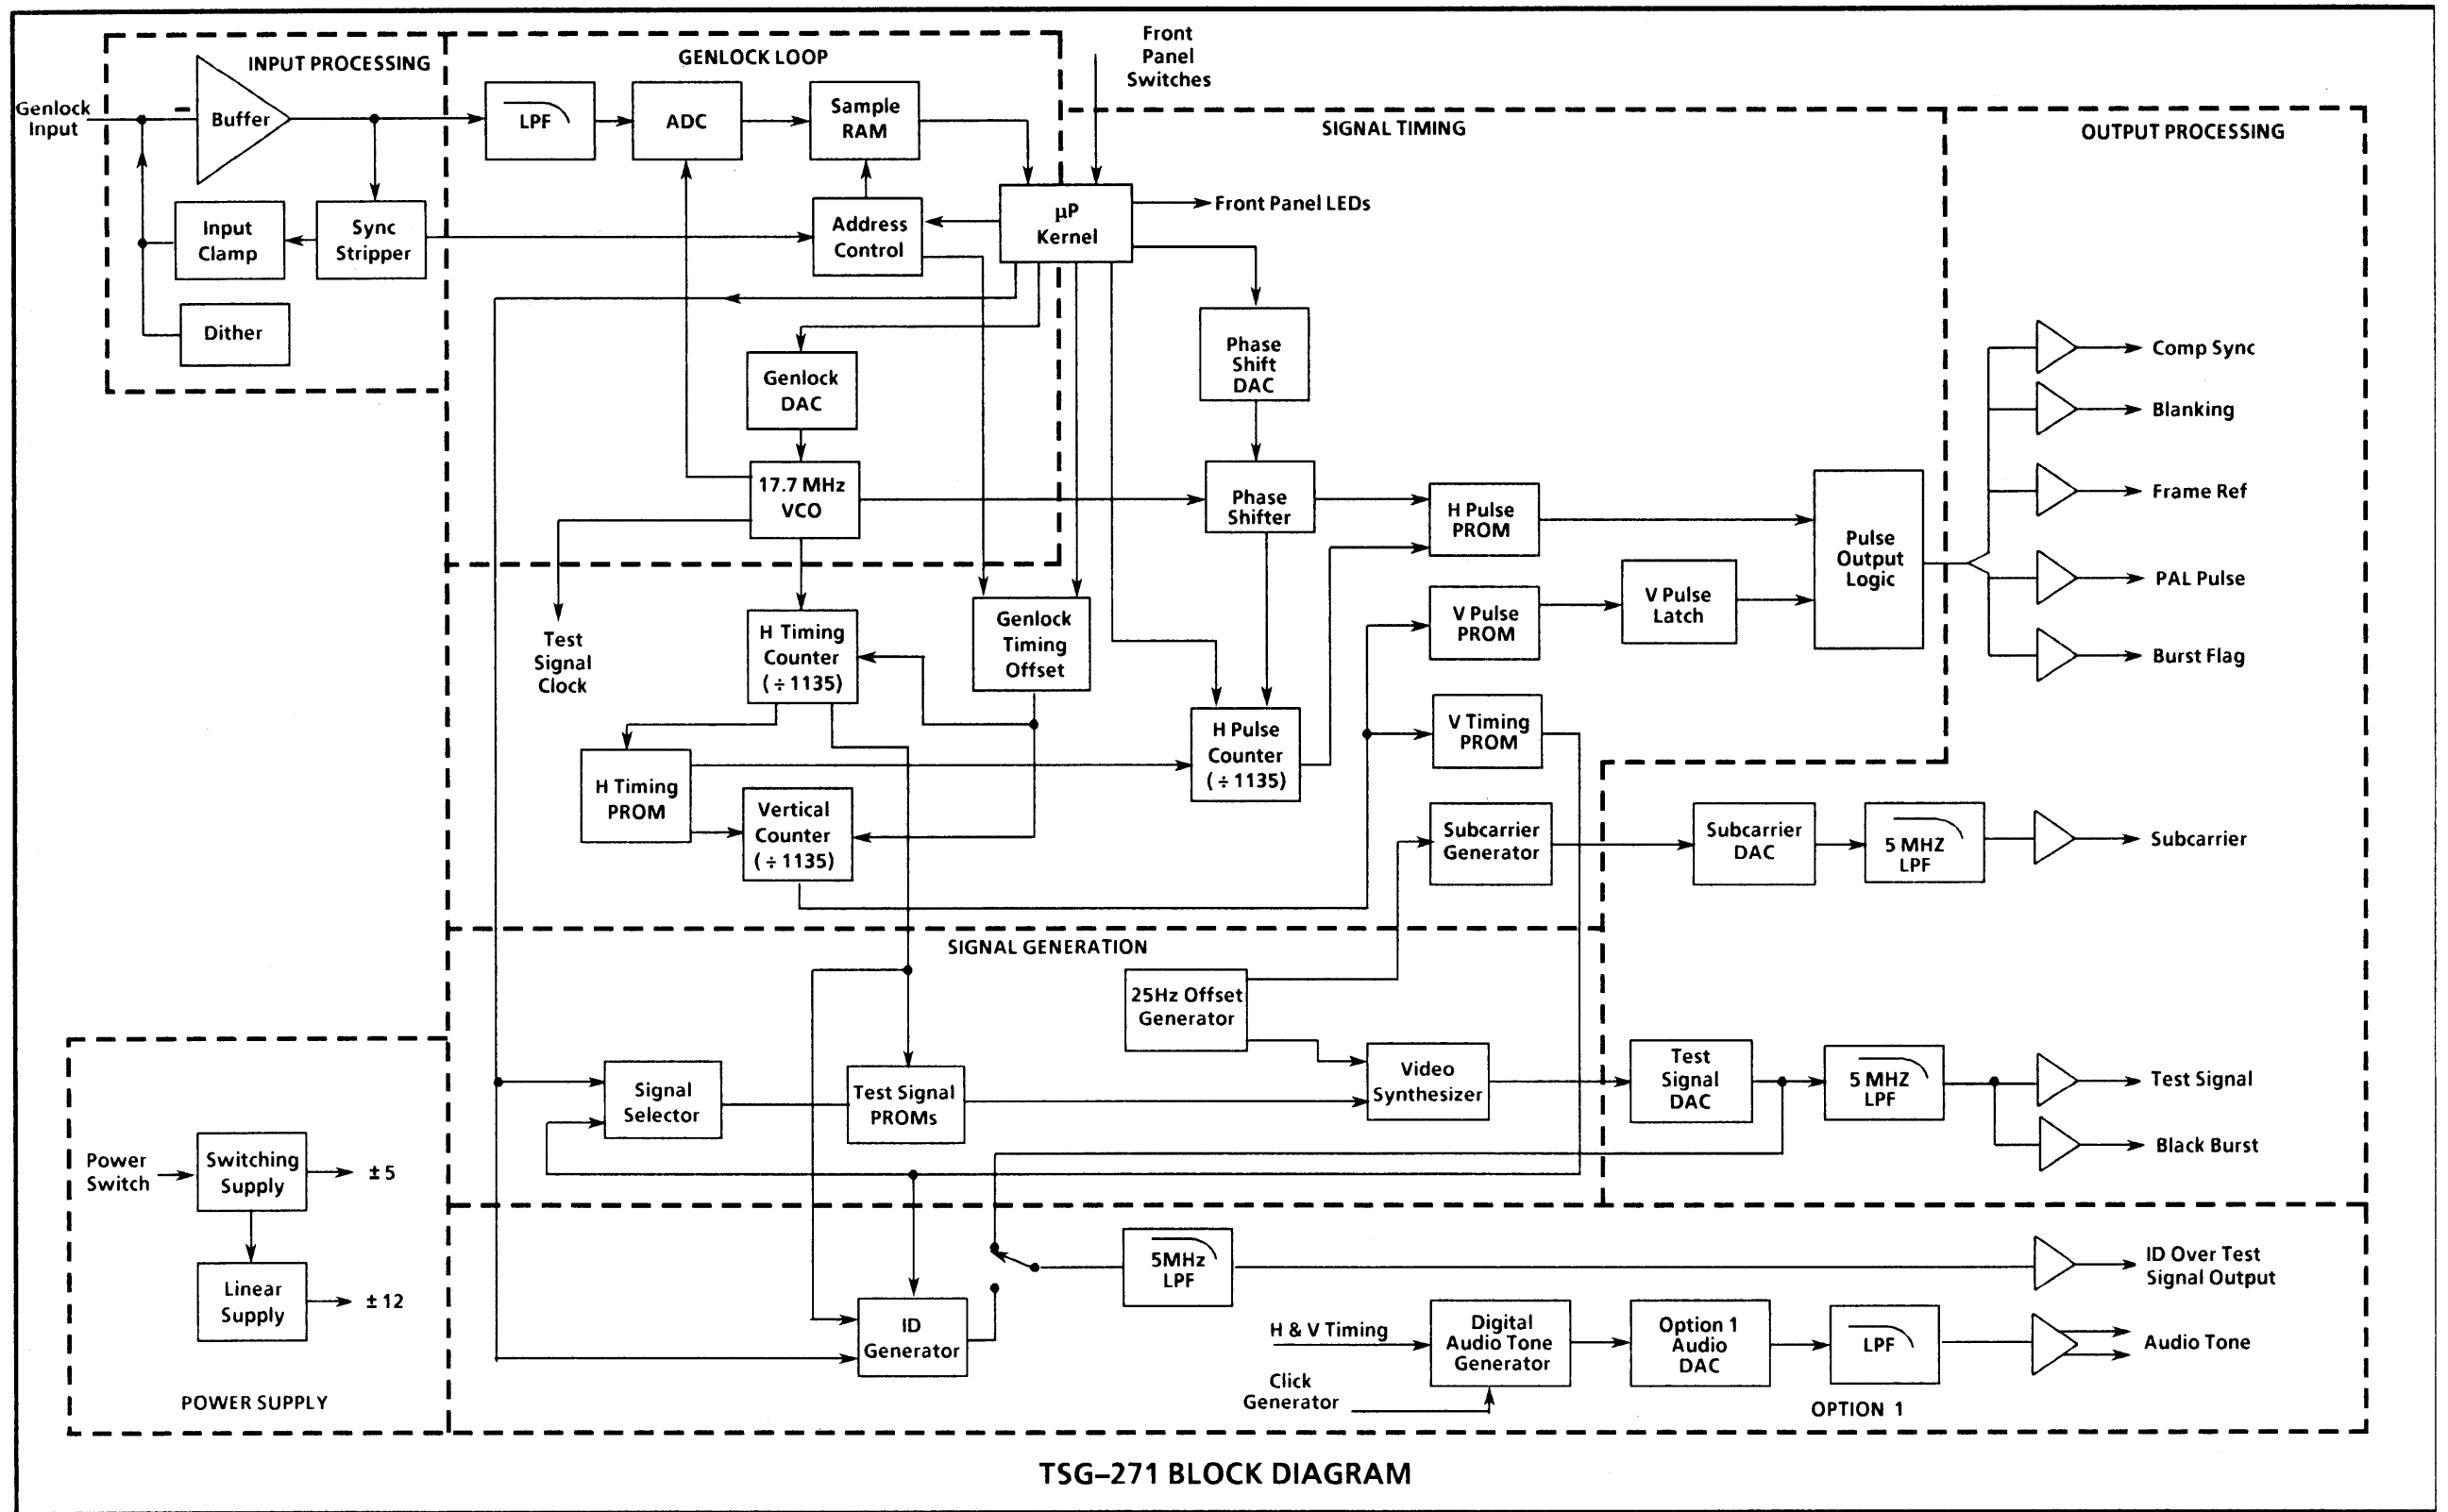 INPUT PROCESSING
Genlock
Input
Buffer
Input
Clamp
Sync
Stripper
Dither
GENLOCK LOOP
LPF
ADC
Sample
RAM
Address
Control
µP
Kernel
Front
Panel
Switches
Front Panel LEDs
Genlock
DAC
17.7 MHz
VCO
Test
Signal
Clock
SIGNAL TIMING
Phase
Shift
DAC
Phase
Shifter
H Pulse
PROM
V Pulse
PROM
V Pulse
Latch
Pulse
Output
Logic
H Timing
Counter
(÷1135)
Genlock
Timing
Offset
H Timing
PROM
Vertical
Counter
(÷1135)
H Pulse
Counter
(÷1135)
V Timing
PROM
Subcarrier
Generator
OUTPUT PROCESSING
Comp Sync
Blanking
Frame Ref
PAL Pulse
Burst Flag
Subcarrier
DAC
5 MHZ
LPF
Subcarrier
SIGNAL GENERATION
25Hz Offset
Generator
Signal
Selector
Test Signal
PROMs
Video
Synthesizer
Test
Signal
DAC
5 MHZ
LPF
Test Signal
Black Burst
Power
Switch
Switching
Supply
± 5
Linear
Supply
± 12
POWER SUPPLY
ID
Generator
5MHz
LPF
ID Over Test
Signal Output
H & V Timing
Click
Generator
Digital
Audio Tone
Generator
Option 1
Audio
DAC
LPF
Audio Tone
OPTION 1
TSG–271 BLOCK DIAGRAM